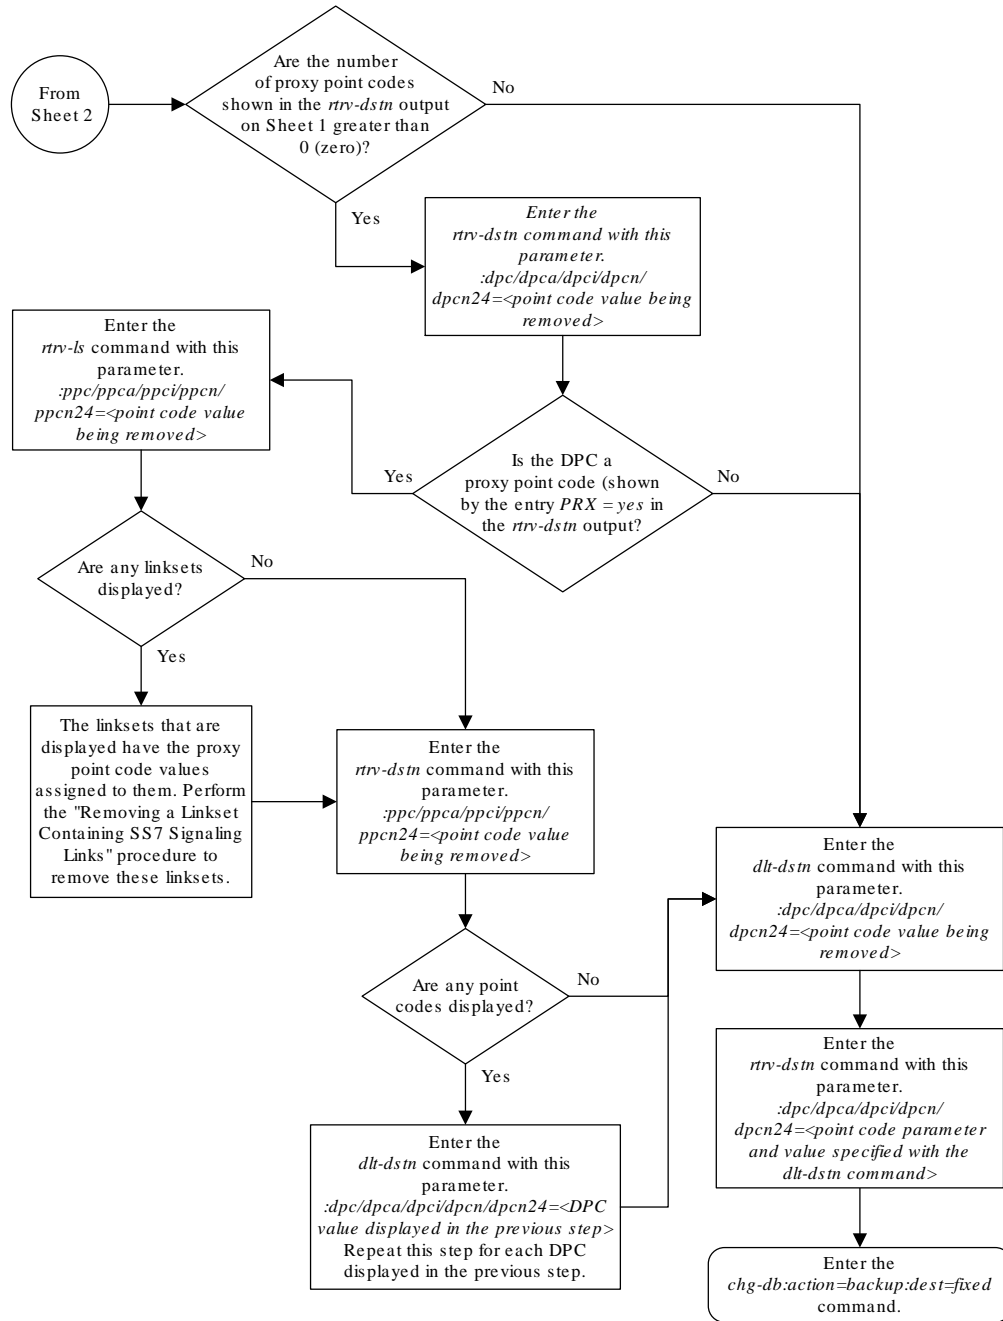 From
Sheet 2
Are the number
of proxy point codes
shown in the rtrv-dstn output
on Sheet 1 greater than
0 (zero)?
No
Yes
Enter the
rtrv-dstn command with this
parameter.
:dpc/dpca/dpci/dpcn/
dpcn24=<point code value being
removed>
Enter the
rtrv-ls command with this
parameter.
:ppc/ppca/ppci/ppcn/
ppcn24=<point code value
being removed>
Is the DPC a
proxy point code (shown
by the entry PRX = yes in
the rtrv-dstn output?
Yes
No
Are any linksets
displayed?
No
Yes
The linksets that are
displayed have the proxy
point code values
assigned to them. Perform
the "Removing a Linkset
Containing SS7 Signaling
Links" procedure to
remove these linksets.
Enter the
rtrv-dstn command with this
parameter.
:ppc/ppca/ppci/ppcn/
ppcn24=<point code value
being removed>
Are any point
codes displayed?
No
Yes
Enter the
dlt-dstn command with this
parameter.
:dpc/dpca/dpci/dpcn/dpcn24=<DPC
value displayed in the previous step>
Repeat this step for each DPC
displayed in the previous step.
Enter the
dlt-dstn command with this
parameter.
:dpc/dpca/dpci/dpcn/
dpcn24=<point code value being
removed>
Enter the
rtrv-dstn command with this
parameter.
:dpc/dpca/dpci/dpcn/
dpcn24=<point code parameter
and value specified with the
dlt-dstn command>
Enter the
chg-db:action=backup:dest=fixed
command.